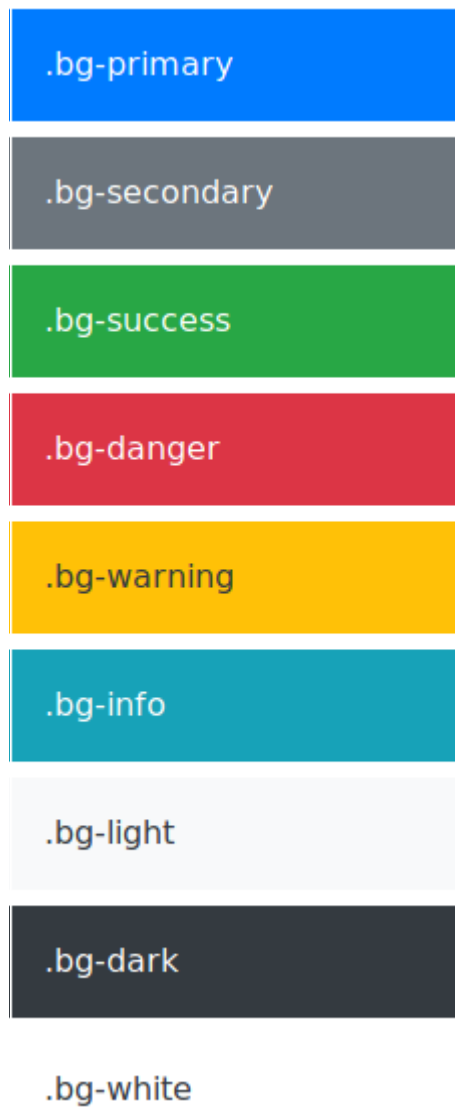 .bg-primary
.bg-secondary
.bg-success
.bg-danger
.bg-warning
.bg-info
.bg-light
.bg-dark
.bg-white